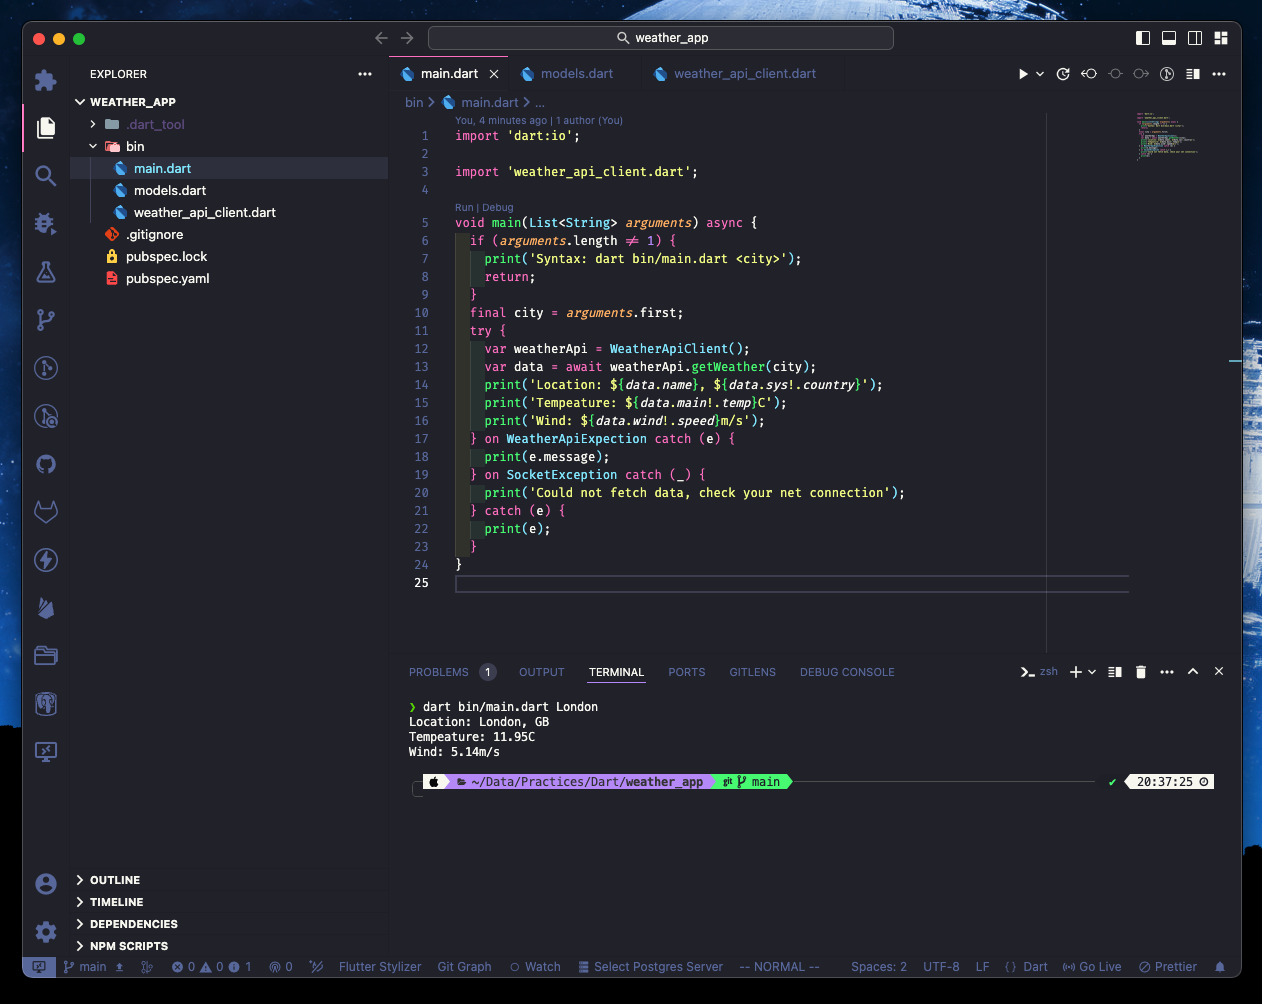 weather_app
EXPLORER
WEATHER_APP
.dart_tool
bin
main.dart
models.dart
weather_api_client.dart
.gitignore
pubspec.lock
pubspec.yaml
OUTLINE
TIMELINE
DEPENDENCIES
NPM SCRIPTS
main.dart models.dart weather_api_client.dart
bin > main.dart > ...
You, 4 minutes ago | 1 author (You)
1 import 'dart:io';
2
3 import 'weather_api_client.dart';
4
Run | Debug
5 void main(List<String> arguments) async {
6 if (arguments.length ≠ 1) {
7 print('Syntax: dart bin/main.dart <city>');
8 return;
9 }
10 final city = arguments.first;
11 try {
12 var weatherApi = WeatherApiClient();
13 var data = await weatherApi.getWeather(city);
14 print('Location: ${data.name}, ${data.sys!.country}');
15 print('Tempeature: ${data.main!.temp}C');
16 print('Wind: ${data.wind!.speed}m/s');
17 } on WeatherApiExpection catch (e) {
18 print(e.message);
19 } on SocketException catch (_) {
20 print('Could not fetch data, check your net connection');
21 } catch (e) {
22 print(e);
23 }
24 }
25
PROBLEMS 1 OUTPUT TERMINAL PORTS GITLENS DEBUG CONSOLE zsh
❯ dart bin/main.dart London
Location: London, GB
Tempeature: 11.95C
Wind: 5.14m/s
~/Data/Practices/Dart/weather_app git main ✔ 20:37:25
main 0 0 1 0 Flutter Stylizer Git Graph Watch Select Postgres Server -- NORMAL -- Spaces: 2 UTF-8 LF {} Dart Go Live Prettier